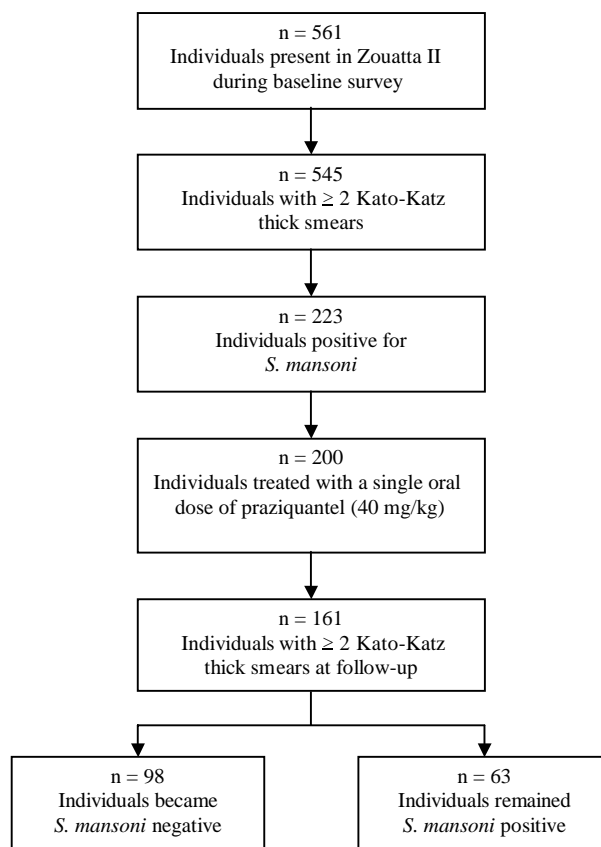 n = 561
Individuals present in Zouatta II
during baseline survey
n = 545
Individuals with ≥ 2 Kato-Katz
thick smears
n = 223
Individuals positive for
S. mansoni
n = 200
Individuals treated with a single oral
dose of praziquantel (40 mg/kg)
n = 161
Individuals with ≥ 2 Kato-Katz
thick smears at follow-up
n = 98
Individuals became
S. mansoni negative
n = 63
Individuals remained
S. mansoni positive